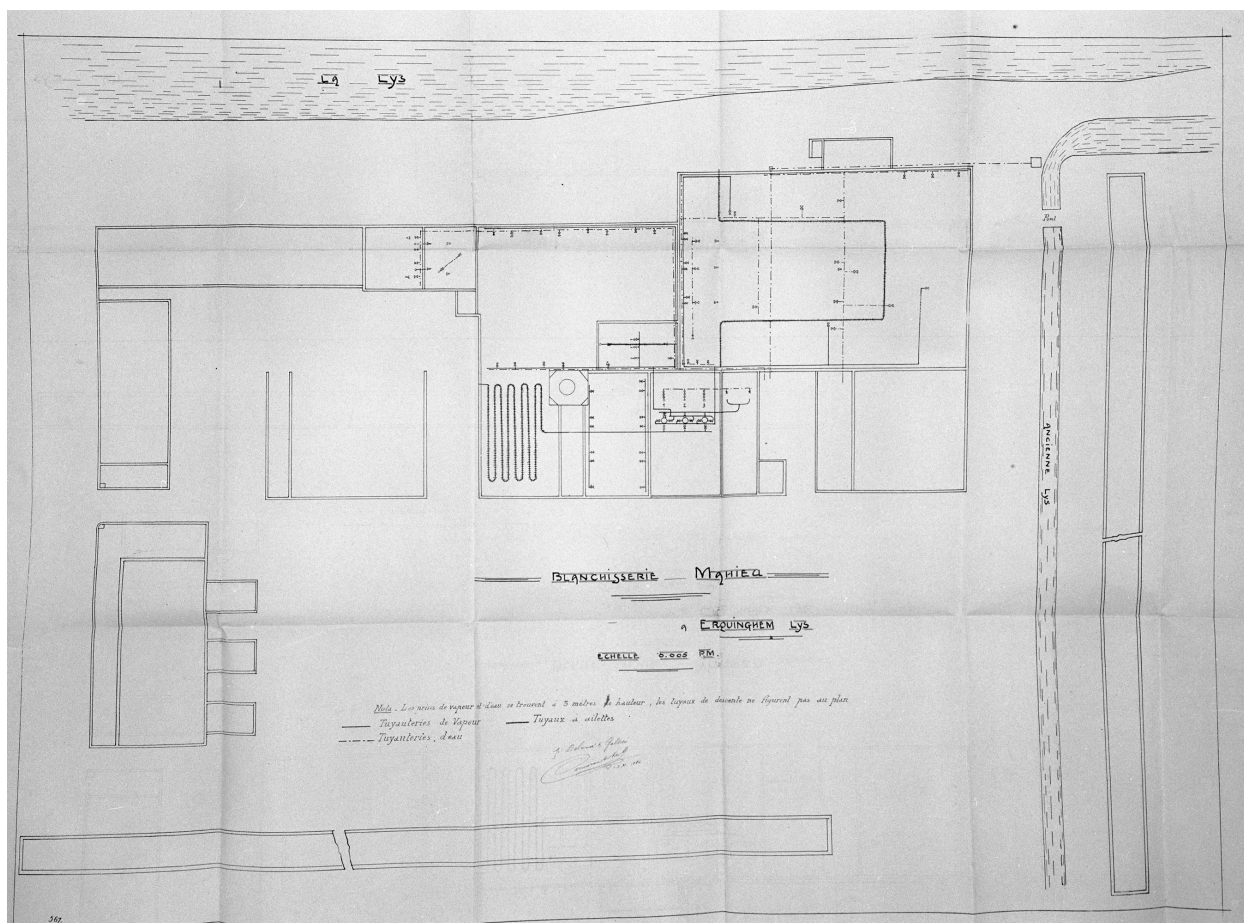 La Lys
Pont
ANCIENNE LYS
BLANCHISSERIE MAHIEU
a ERQUINGHEM LYS
ECHELLE 0.005 PM.
Nota. Les prises de vapeur et d'eau se trouvent à 3 mètres de hauteur, les tuyaux de descente ne figurent pas au plan
Tuyauteries de Vapeur Tuyaux a ailettes
Tuyauteries d'eau
567.